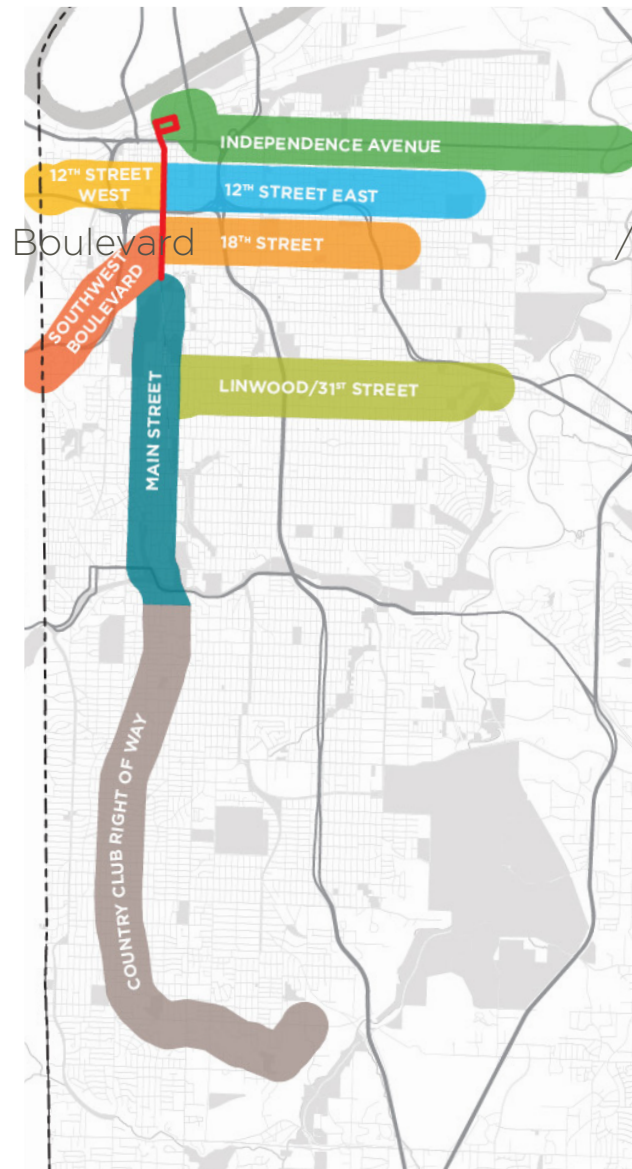 INDEPENDENCE AVENUE
12TH STREET
WEST
12TH STREET EAST
Boulevard
18TH STREET
SOUTHWEST
BOULEVARD
MAIN STREET
LINWOOD/31ST STREET
COUNTRY CLUB RIGHT OF WAY